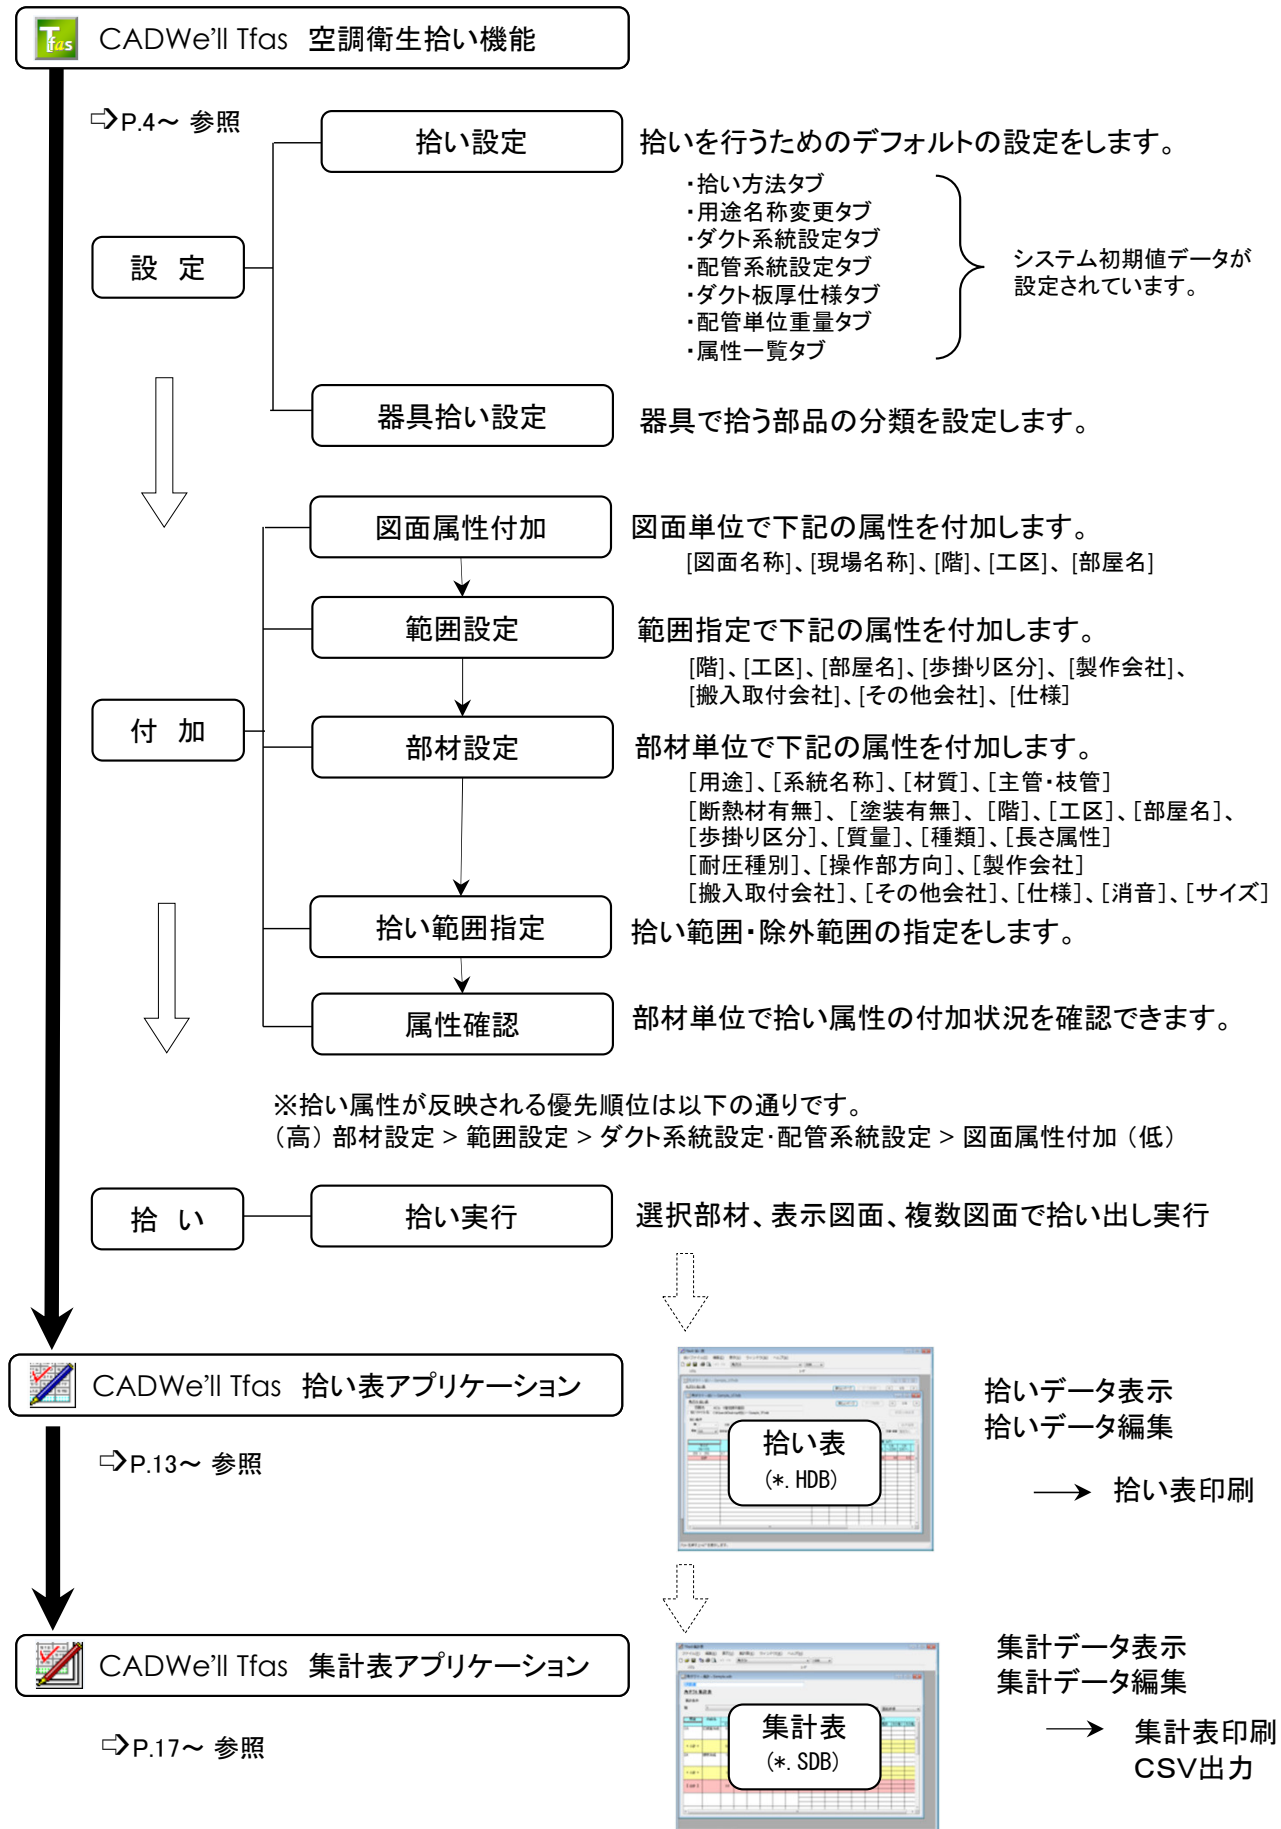 Tfas
CADWe'll Tfas 空調衛生拾い機能
⇨P.4～ 参照
拾い設定
拾いを行うためのデフォルトの設定をします。
・拾い方法タブ
・用途名称変更タブ
・ダクト系統設定タブ
・配管系統設定タブ
・ダクト板厚仕様タブ
・配管単位重量タブ
・属性一覧タブ
システム初期値データが
設定されています。
設 定
器具拾い設定
器具で拾う部品の分類を設定します。
図面属性付加
図面単位で下記の属性を付加します。
[図面名称]、[現場名称]、[階]、[工区]、[部屋名]
範囲設定
範囲指定で下記の属性を付加します。
[階]、[工区]、[部屋名]、[歩掛り区分]、[製作会社]、
[搬入取付会社]、[その他会社]、[仕様]
付 加
部材設定
部材単位で下記の属性を付加します。
[用途]、[系統名称]、[材質]、[主管・枝管]
[断熱材有無]、[塗装有無]、[階]、[工区]、[部屋名]、
[歩掛り区分]、[質量]、[種類]、[長さ属性]
[耐圧種別]、[操作部方向]、[製作会社]
[搬入取付会社]、[その他会社]、[仕様]、[消音]、[サイズ]
拾い範囲指定
拾い範囲・除外範囲の指定をします。
属性確認
部材単位で拾い属性の付加状況を確認できます。
※拾い属性が反映される優先順位は以下の通りです。
（高）部材設定 > 範囲設定 > ダクト系統設定・配管系統設定 > 図面属性付加（低）
拾 い
拾い実行
選択部材、表示図面、複数図面で拾い出し実行
CADWe'll Tfas 拾い表アプリケーション
⇨P.13～ 参照
拾い表
(*.HDB)
拾いデータ表示
拾いデータ編集
拾い表印刷
CADWe'll Tfas 集計表アプリケーション
⇨P.17～ 参照
集計表
(*.SDB)
集計データ表示
集計データ編集
集計表印刷
CSV出力